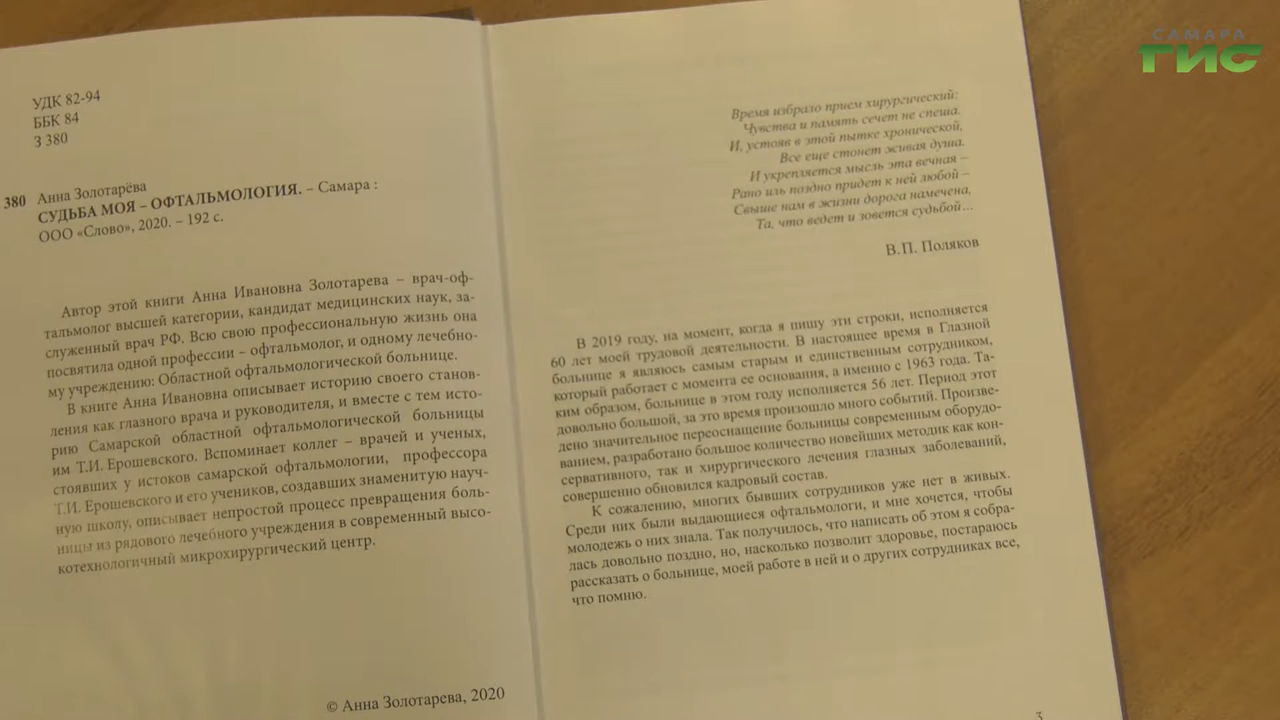 УДК 82-94
ББК 84
З 380
380 Анна Золотарёва
СУДЬБА МОЯ – ОФТАЛЬМОЛОГИЯ. – Самара :
ООО «Слово», 2020. – 192 с.
Автор этой книги Анна Ивановна Золотарева – врач-оф-
тальмолог высшей категории, кандидат медицинских наук, за-
служенный врач РФ. Всю свою профессиональную жизнь она
посвятила одной профессии – офтальмолог, и одному лечебно-
му учреждению: Областной офтальмологической больнице.
В книге Анна Ивановна описывает историю своего станов-
ления как глазного врача и руководителя, и вместе с тем исто-
рию Самарской областной офтальмологической больницы
им Т.И. Ерошевского. Вспоминает коллег – врачей и ученых,
стоявших у истоков самарской офтальмологии, профессора
Т.И. Ерошевского и его учеников, создавших знаменитую науч-
ную школу, описывает непростой процесс превращения боль-
ницы из рядового лечебного учреждения в современный высо-
котехнологичный микрохирургический центр.
© Анна Золотарева, 2020
Время избрало прием хирургический:
Чувства и память сечет не спеша.
И, устояв в этой пытке хронической,
Все еще стонет живая душа.
И укрепляется мысль эта вечная –
Рано иль поздно придет к ней любой –
Свыше нам в жизни дорога намечена,
Та, что ведет и зовется судьбой…
В.П. Поляков
В 2019 году, на момент, когда я пишу эти строки, исполняется
60 лет моей трудовой деятельности. В настоящее время в Глазной
больнице я являюсь самым старым и единственным сотрудником,
который работает с момента ее основания, а именно с 1963 года. Та-
ким образом, больнице в этом году исполняется 56 лет. Период этот
довольно большой, за это время произошло много событий. Произве-
дено значительное переоснащение больницы современным оборудо-
ванием, разработано большое количество новейших методик как кон-
сервативного, так и хирургического лечения глазных заболеваний,
совершенно обновился кадровый состав.
К сожалению, многих бывших сотрудников уже нет в живых.
Среди них были выдающиеся офтальмологи, и мне хочется, чтобы
молодежь о них знала. Так получилось, что написать об этом я собра-
лась довольно поздно, но, насколько позволит здоровье, постараюсь
рассказать о больнице, моей работе в ней и о других сотрудниках все,
что помню.
3
САМАРА
ГИС